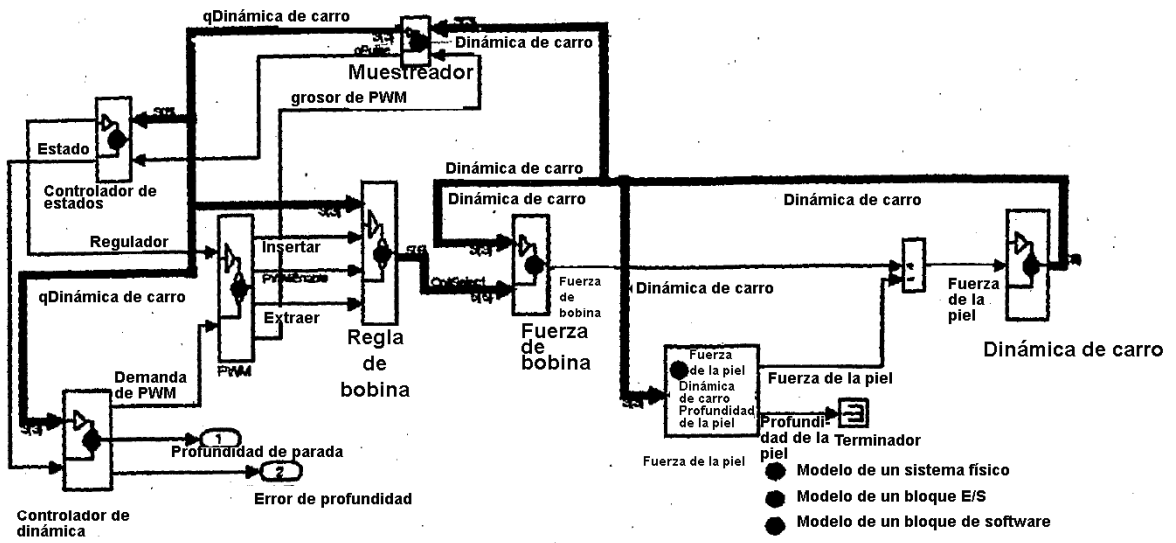 qDinámica de carro
Dinámica de carro
Muestreador
grosor de PWM
Estado
Controlador de
estados
Dinámica de carro
Dinámica de carro
Dinámica de carro
Regulador
Insertar
Extraer
qDinámica de carro
PWM
Regla
de
bobina
Fuerza
de
bobina
Fuerza
de
bobina
Dinámica de carro
Fuerza
de la
piel
Dinámica de carro
Demanda
de PWM
Fuerza
de la piel
Dinámica
de carro
Profundidad
de la piel
Fuerza de la piel
Profundi-
dad de la
piel
Terminador
Fuerza de la piel
1
Profundidad de parada
2
Error de profundidad
Controlador de
dinámica
Modelo de un sistema físico
Modelo de un bloque E/S
Modelo de un bloque de software